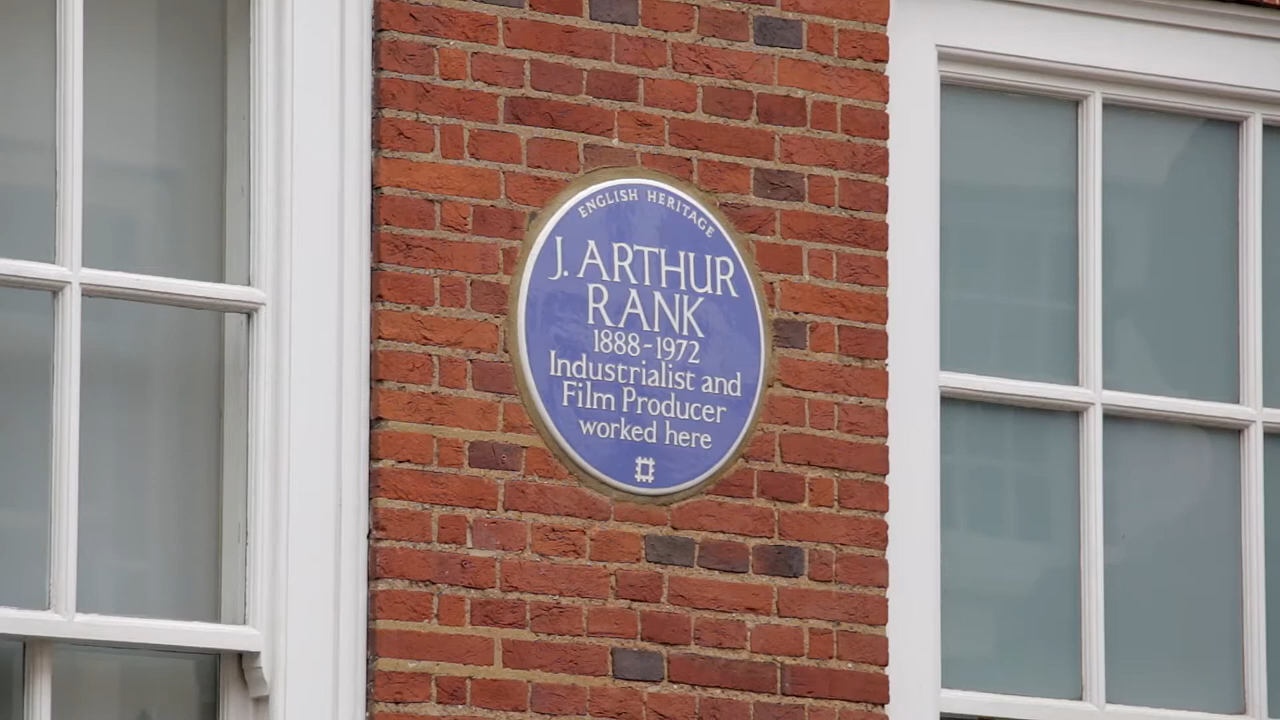 ENGLISH HERITAGE
J. ARTHUR
RANK
1888-1972
Industrialist and
Film Producer
worked here